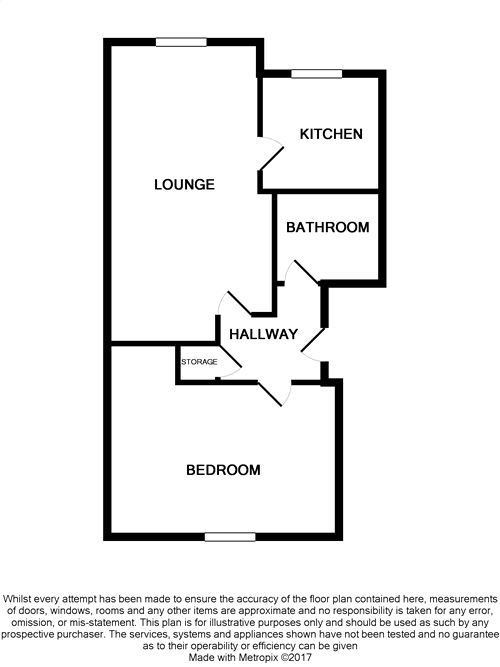 KITCHEN
LOUNGE
BATHROOM
HALLWAY
STORAGE
BEDROOM
Whilst every attempt has been made to ensure the accuracy of the floor plan contained here, measurements
of doors, windows, rooms and any other items are approximate and no responsibility is taken for any error,
omission, or mis-statement. This plan is for illustrative purposes only and should be used as such by any
prospective purchaser. The services, systems and appliances shown have not been tested and no guarantee
as to their operability or efficiency can be given
Made with Metropix ©2017